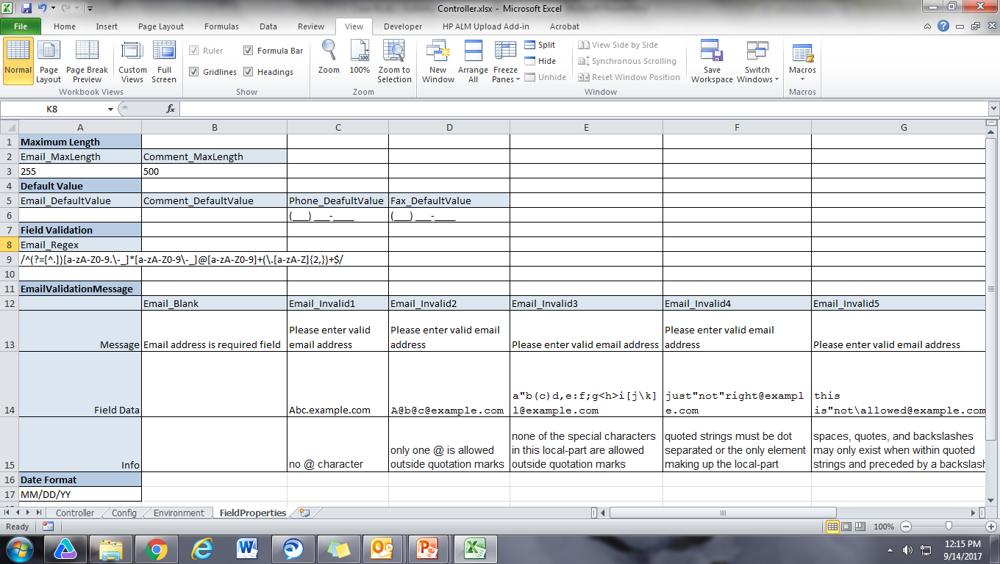 Controller.xlsx - Microsoft Excel
File Home Insert Page Layout Formulas Data Review View Developer HP ALM Upload Add-in Acrobat
Normal
Page Layout
Page Break Preview
Custom Views
Full Screen
Workbook Views
Ruler
Formula Bar
Gridlines
Headings
Show
Zoom
100
100%
Zoom to Selection
Zoom
New Window
Arrange All
Freeze Panes
Split
Hide
Unhide
View Side by Side
Synchronous Scrolling
Reset Window Position
Window
Save Workspace
Switch Windows
Macros
Macros
K8
fx
A B C D E F G
1 Maximum Length
2 Email_MaxLength Comment_MaxLength
3 255 500
4 Default Value
5 Email_DefaultValue Comment_DefaultValue Phone_DeafultValue Fax_DefaultValue
6 (___) ___-____ (___) ___-____
7 Field Validation
8 Email_Regex
9 /^(?=[^.])[a-zA-Z0-9.\-_]*[a-zA-Z0-9\-_]@[a-zA-Z0-9]+(\.[a-zA-Z]{2,})+$/
10
11 EmailValidationMessage
12 Email_Blank Email_Invalid1 Email_Invalid2 Email_Invalid3 Email_Invalid4 Email_Invalid5
13 Message
Email address is required field
Please enter valid
email address
Please enter valid email
address
Please enter valid email address
Please enter valid email
address
Please enter valid email address
14 Field Data
Abc.example.com
A@b@c@example.com
a"b(c)d,e:f;g<h>i[j\k]
l@example.com
just"not"right@exampl
e.com
this
is"not\allowed@example.com
15 Info
no @ character
only one @ is allowed
outside quotation marks
none of the special characters
in this local-part are allowed
outside quotation marks
quoted strings must be dot
separated or the only element
making up the local-part
spaces, quotes, and backslashes
may only exist when within quoted
strings and preceded by a backslash
16 Date Format
17 MM/DD/YY
Controller Config Environment FieldProperties
Ready
100%
12:15 PM
9/14/2017